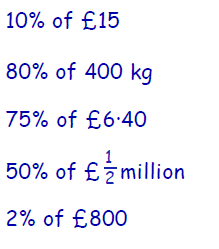 10% of £15
80% of 400 kg
75% of £6·40
50% of £½ million
2% of £800